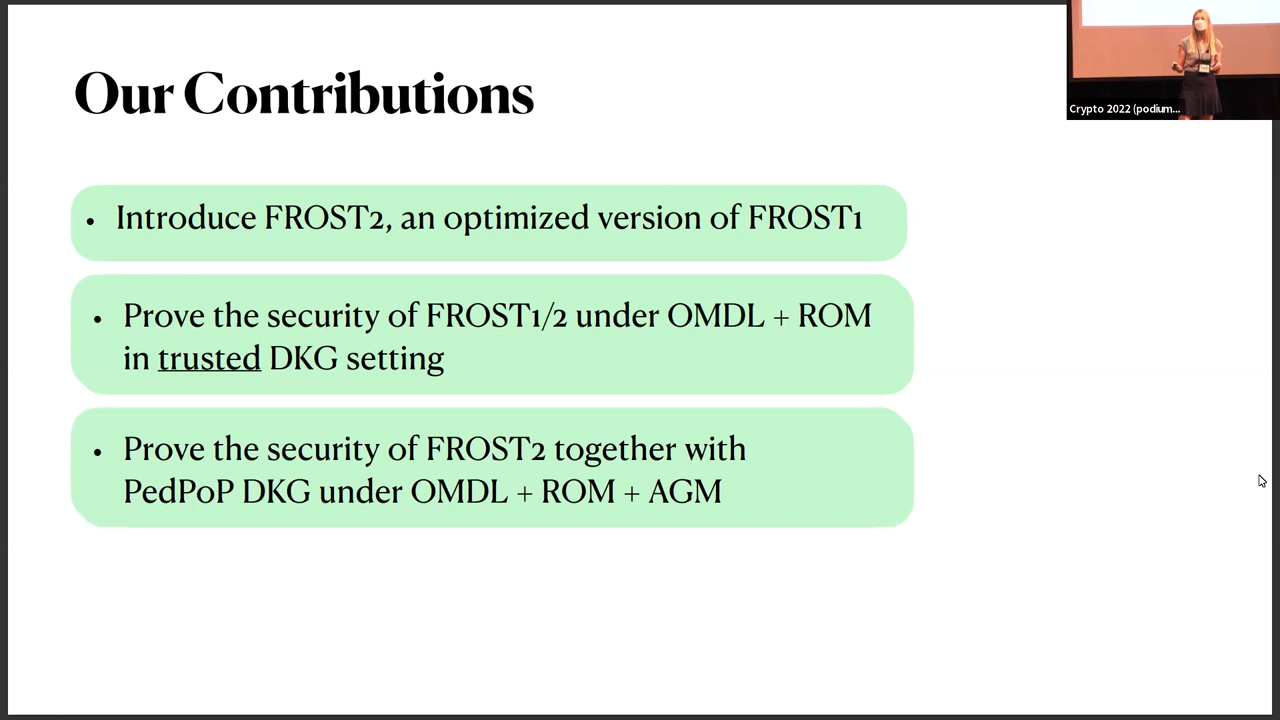 Our Contributions
Crypto 2022 (podium...
• Introduce FROST2, an optimized version of FROST1
• Prove the security of FROST1/2 under OMDL + ROM
in trusted DKG setting
• Prove the security of FROST2 together with
PedPoP DKG under OMDL + ROM + AGM